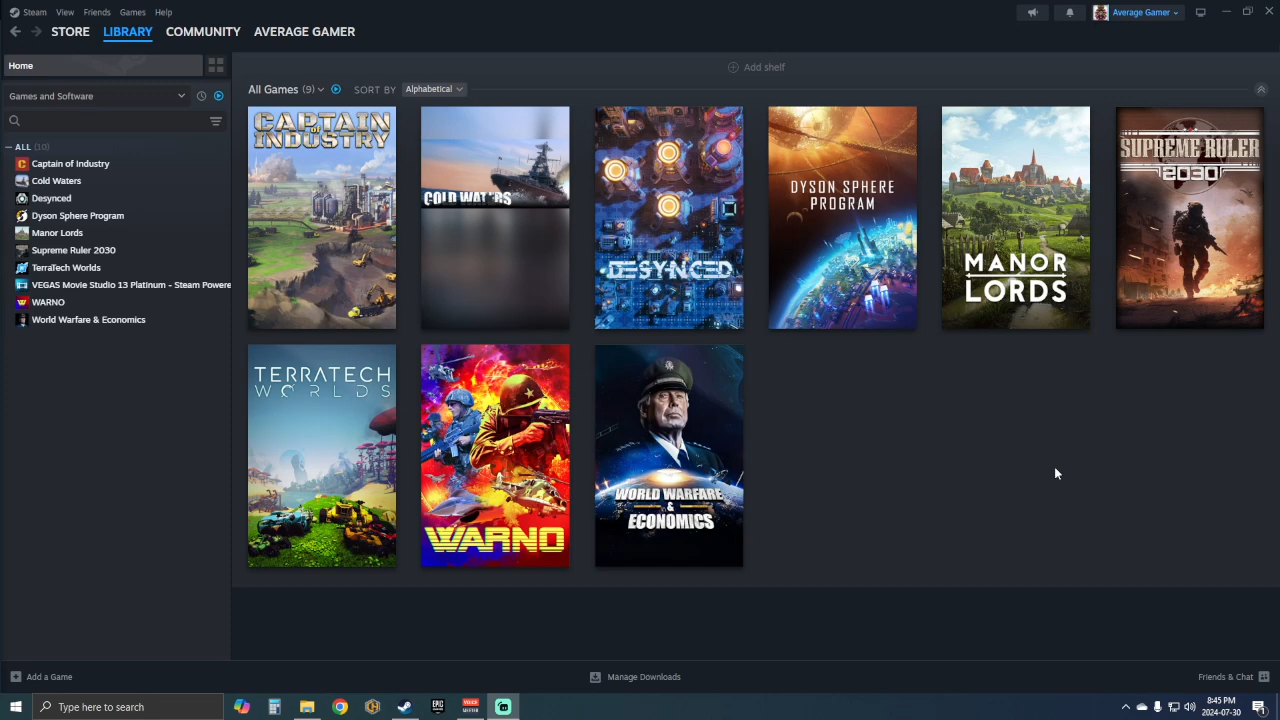 Steam View Friends Games Help
Average Gamer
STORE LIBRARY COMMUNITY AVERAGE GAMER
Home
Add shelf
Games and Software
All Games (9) SORT BY Alphabetical
ALL (10)
Captain of Industry
Cold Waters
Desynced
Dyson Sphere Program
Manor Lords
Supreme Ruler 2030
TerraTech Worlds
VEGAS Movie Studio 13 Platinum - Steam Powere
WARNO
World Warfare & Economics
CAPTAIN
of
INDUSTRY
COLD WATERS
DESYNCED
DYSON SPHERE
PROGRAM
MANOR
LORDS
SUPREME RULER
2030
TERRATECH
WORLDS
WARNO
WORLD WARFARE
&
ECONOMICS
Add a Game
Manage Downloads
Friends & Chat
Type here to search
EPIC
8:45 PM
2024-07-30
1